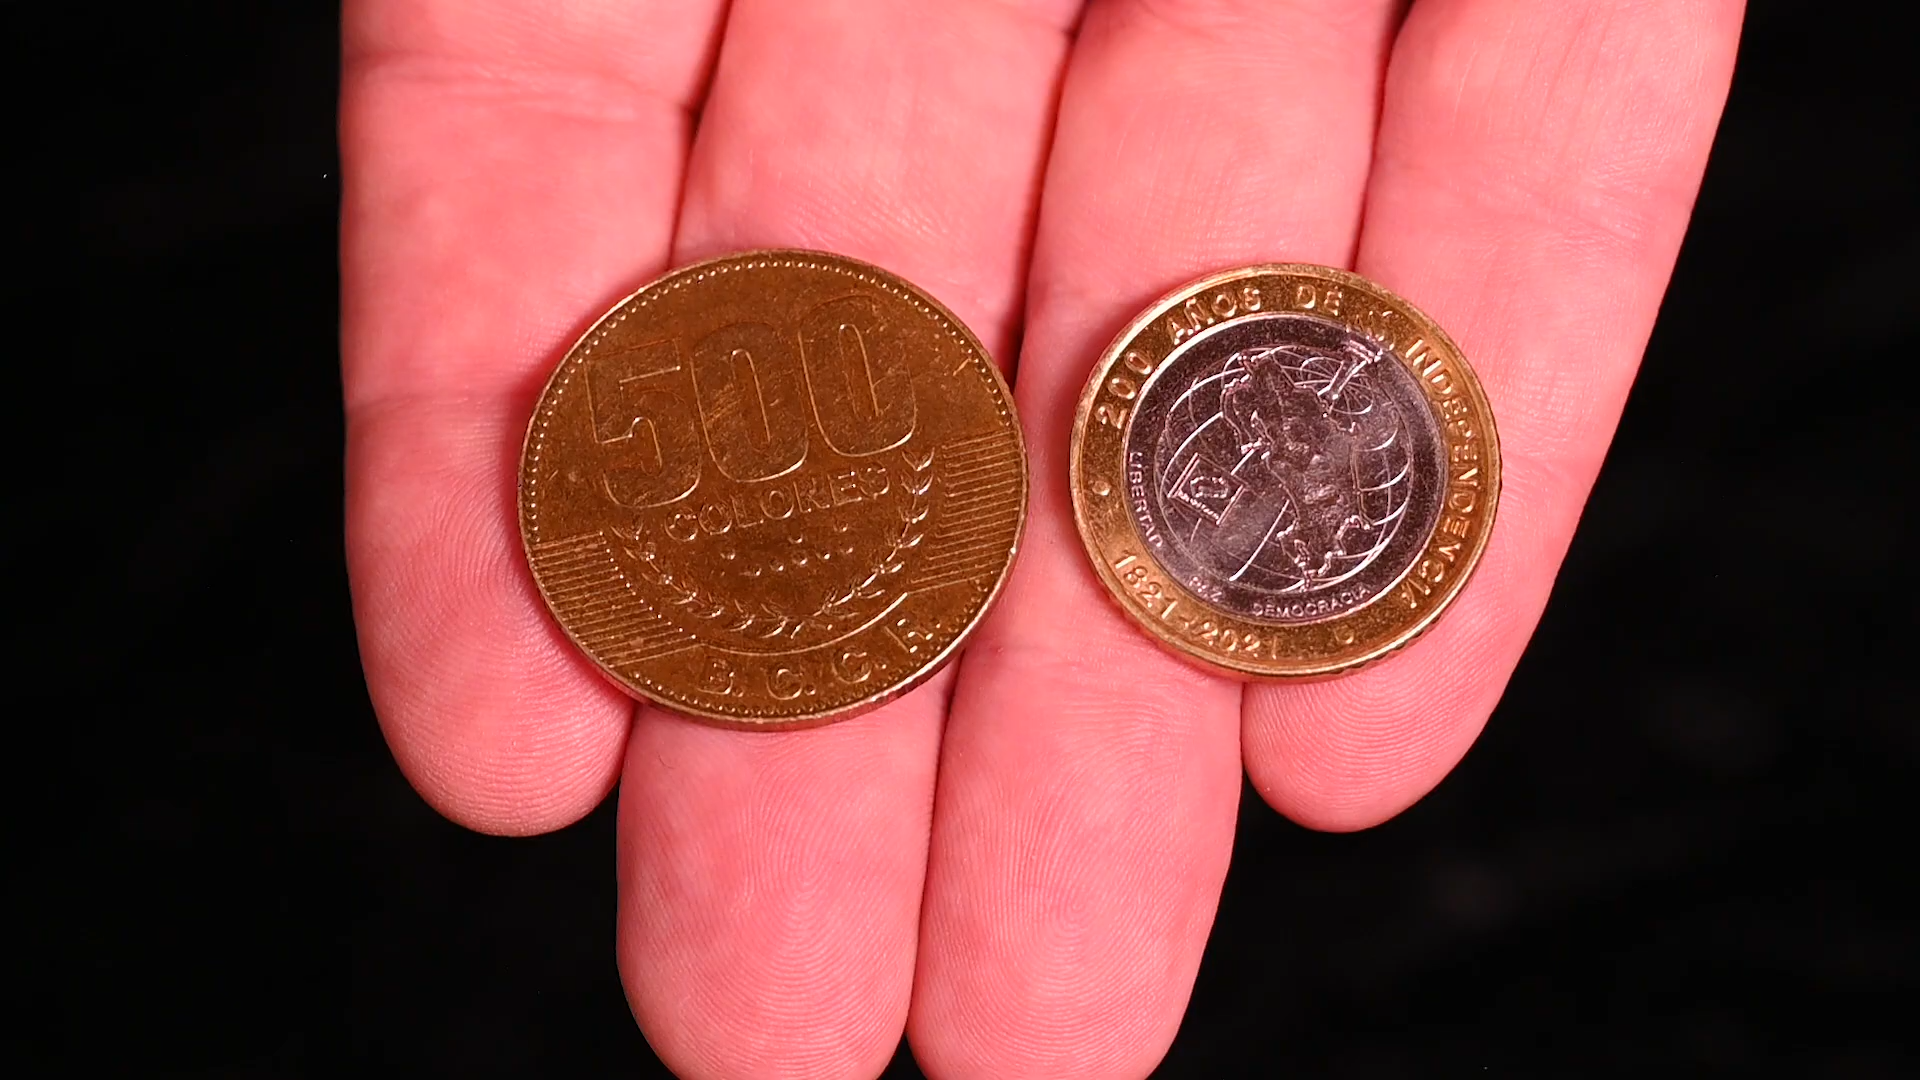 500
COLONES
B. C. C. R.
200 AÑOS DE INDEPENDENCIA
LIBERTAD
PAZ
DEMOCRACIA
1821-2021